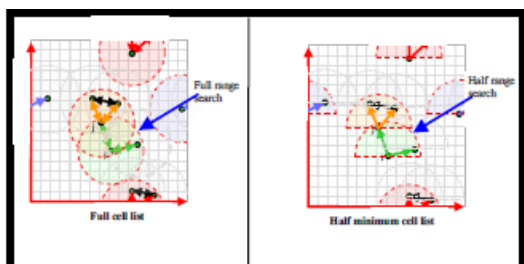 Full range
search
Half range
search
Full cell list
Half minimum cell list